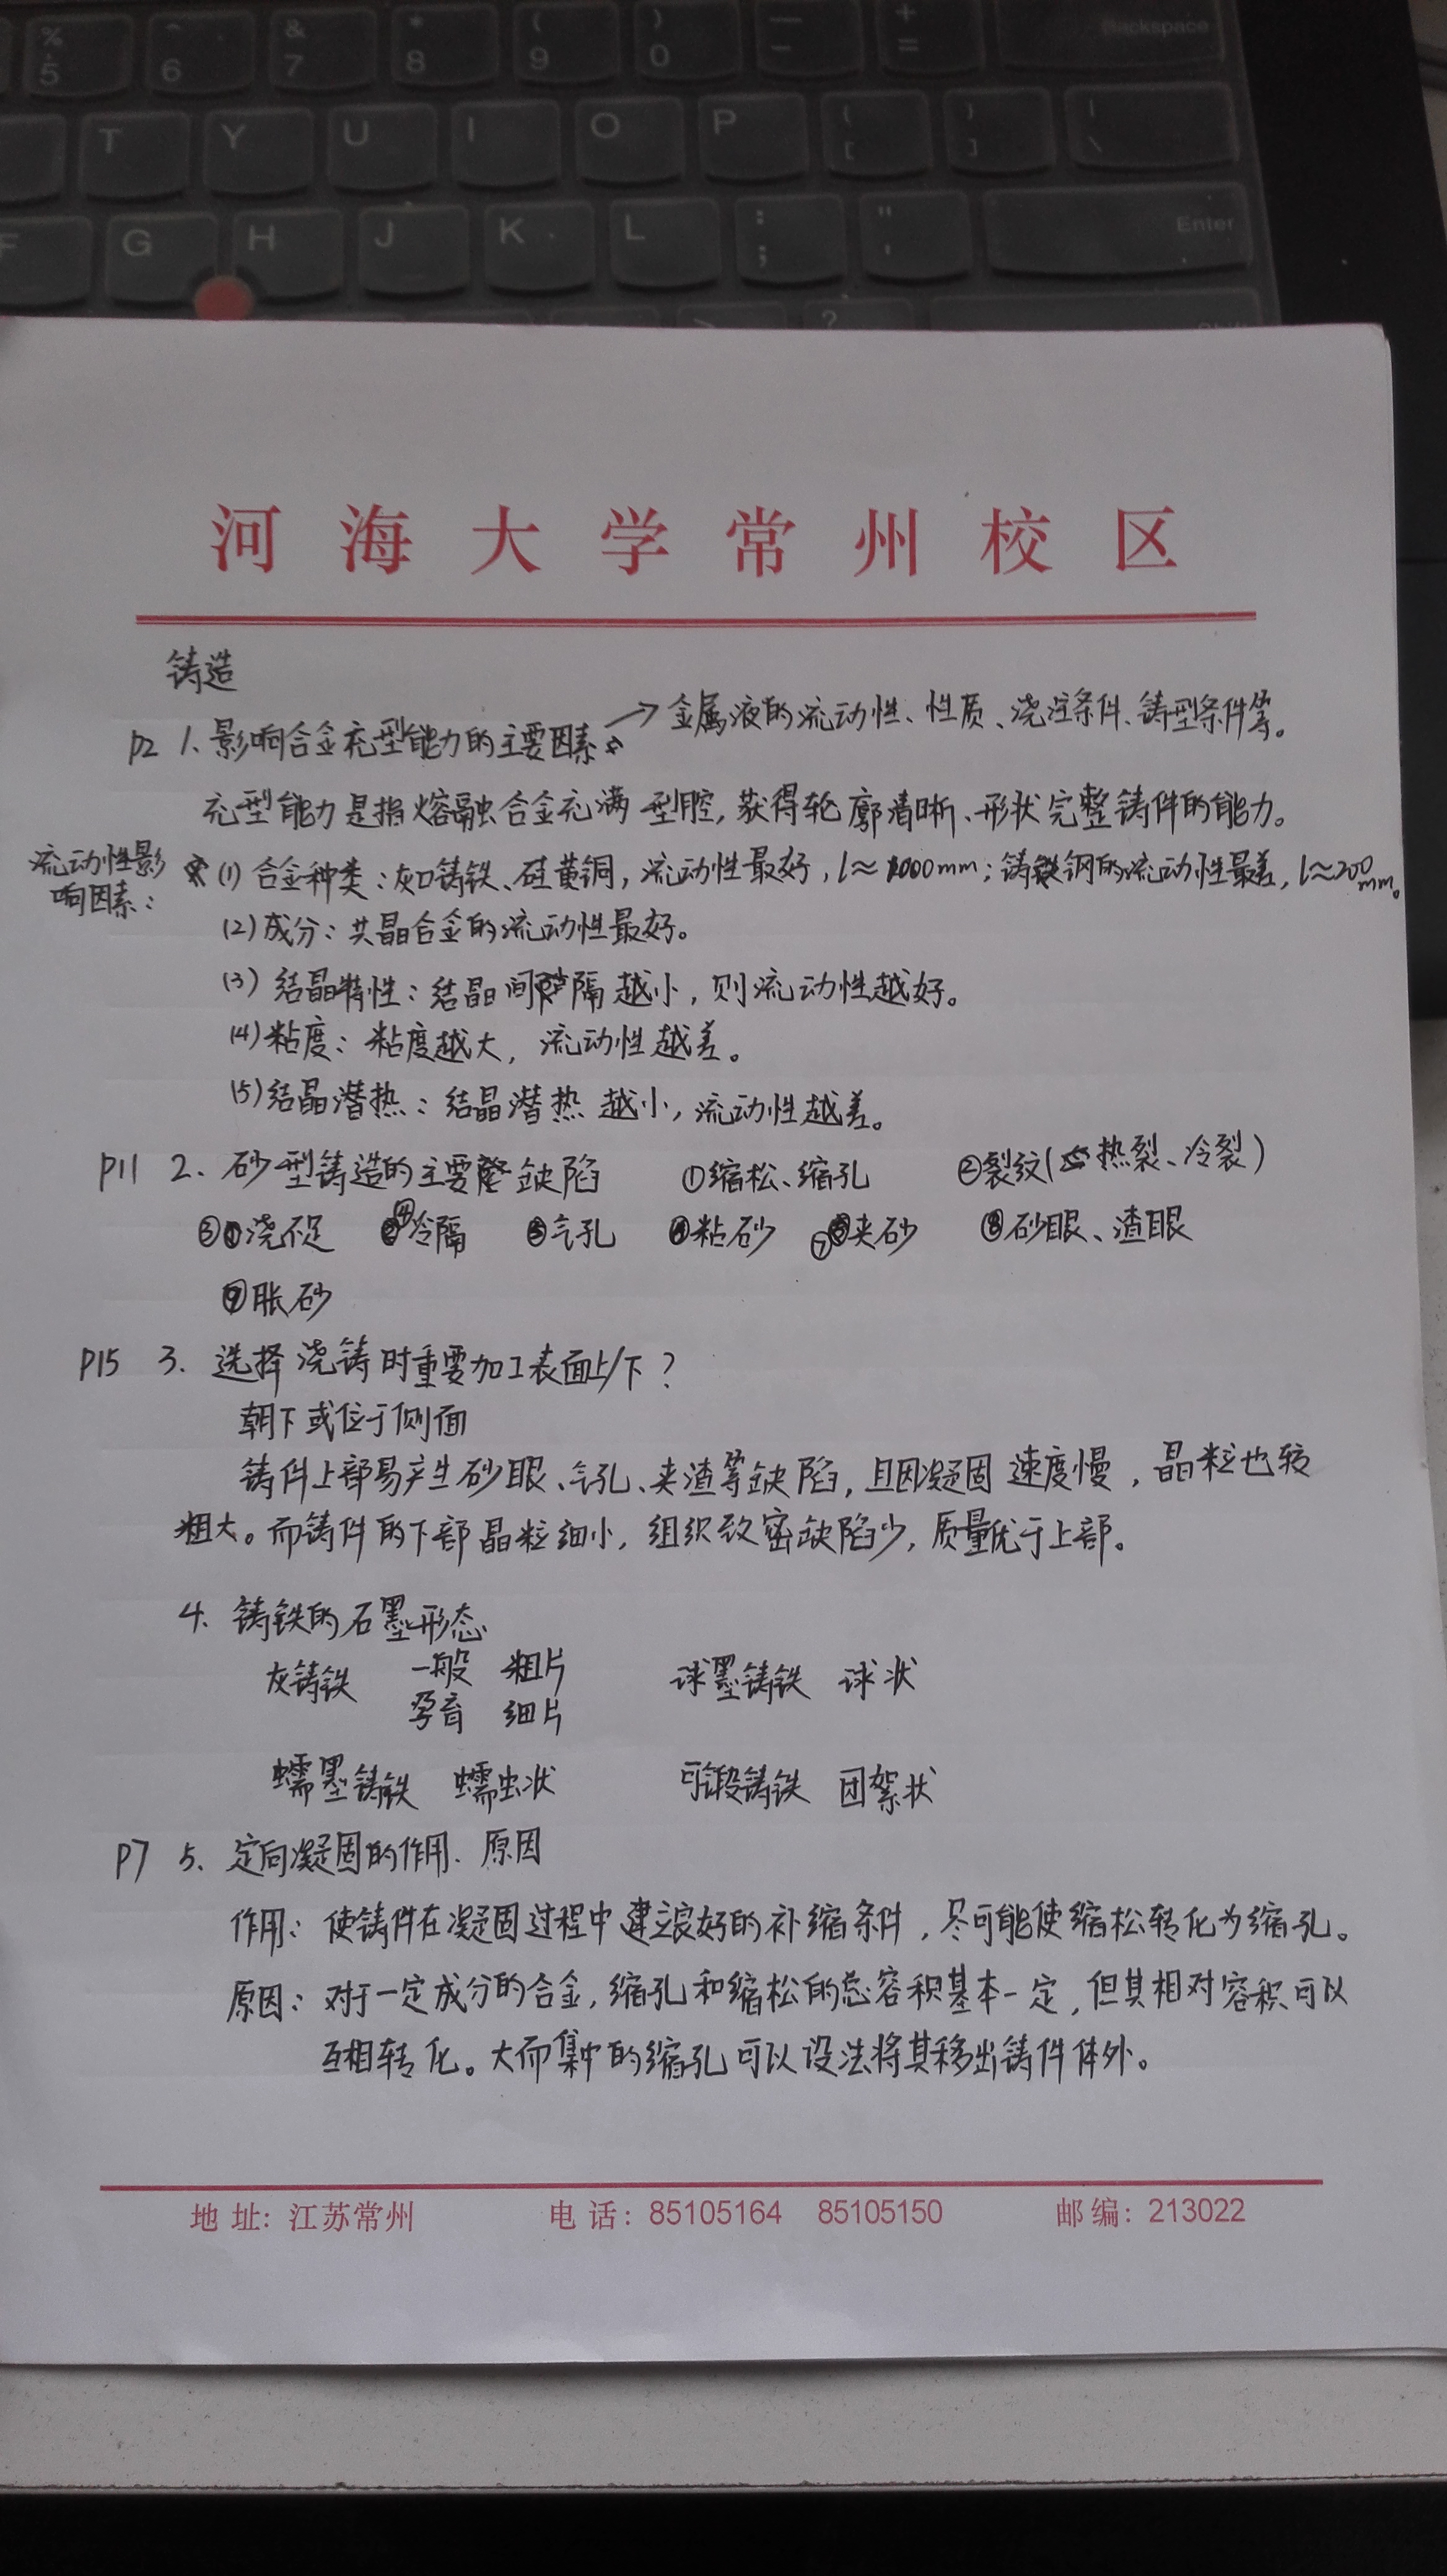 % 5 ^ 6 & 7 * 8 ( 9 ) 0 — - + = Backspace
T Y U I O P { [ } ] | \
F G H J K L : ; " ' Enter
> ?
河海大学常州校区
铸造
P2 1、影响合金充型能力的主要因素 → 金属液的流动性、性质、浇注条件、铸型条件等。
充型能力是指熔融合金充满型腔,获得轮廓清晰、形状完整铸件的能力。
流动性影响因素:
(1) 合金种类:灰口铸铁、硅黄铜,流动性最好,l≈1000mm;铸钢的流动性最差,l≈200mm。
(2)成分:共晶合金的流动性最好。
(3) 结晶特性:结晶间隔越小,则流动性越好。
(4)粘度:粘度越大,流动性越差。
(5)结晶潜热:结晶潜热越小,流动性越差。
P11 2、砂型铸造的主要缺陷 ①缩松、缩孔 ②裂纹(热裂、冷裂)
③浇不足 ④冷隔 ⑤气孔 ⑥粘砂 ⑦夹砂 ⑧砂眼、渣眼
⑨胀砂
P15 3. 选择浇铸时重要加工表面上/下?
朝下或位于侧面
铸件上部易产生砂眼、气孔、夹渣等缺陷,且因凝固速度慢,晶粒也较
粗大。而铸件的下部晶粒细小,组织致密缺陷少,质量优于上部。
4. 铸铁的石墨形态
灰铸铁 一般 粗片 球墨铸铁 球状
孕育 细片
蠕墨铸铁 蠕虫状 可锻铸铁 团絮状
P7 5、定向凝固的作用、原因
作用:使铸件在凝固过程中建立良好的补缩条件,尽可能使缩松转化为缩孔。
原因:对于一定成分的合金,缩孔和缩松的总容积基本一定,但其相对容积可以
互相转化。大而集中的缩孔可以设法将其移出铸件体外。
地址:江苏常州 电话:85105164 85105150 邮编:213022